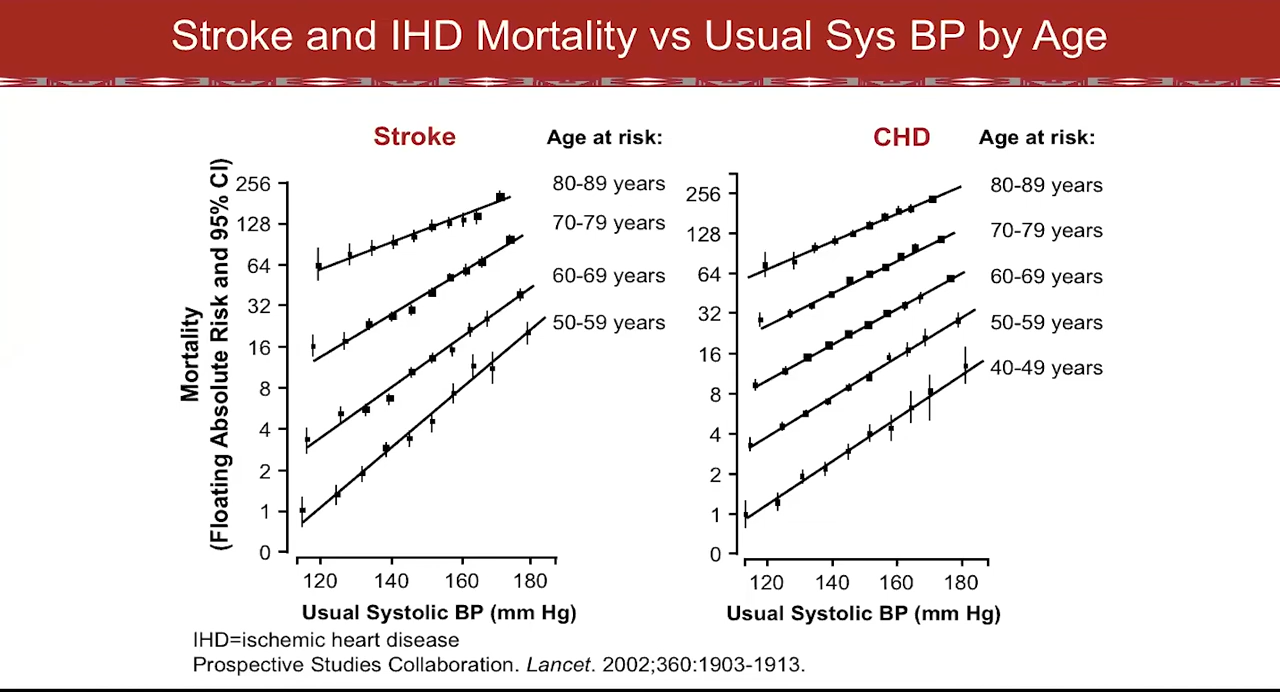 Stroke and IHD Mortality vs Usual Sys BP by Age
Stroke
Age at risk:
Mortality
(Floating Absolute Risk and 95% CI)
256
128
64
32
16
8
4
2
1
0
80-89 years
70-79 years
60-69 years
50-59 years
120 140 160 180
Usual Systolic BP (mm Hg)
CHD
Age at risk:
256
128
64
32
16
8
4
2
1
0
80-89 years
70-79 years
60-69 years
50-59 years
40-49 years
120 140 160 180
Usual Systolic BP (mm Hg)
IHD=ischemic heart disease
Prospective Studies Collaboration. Lancet. 2002;360:1903-1913.